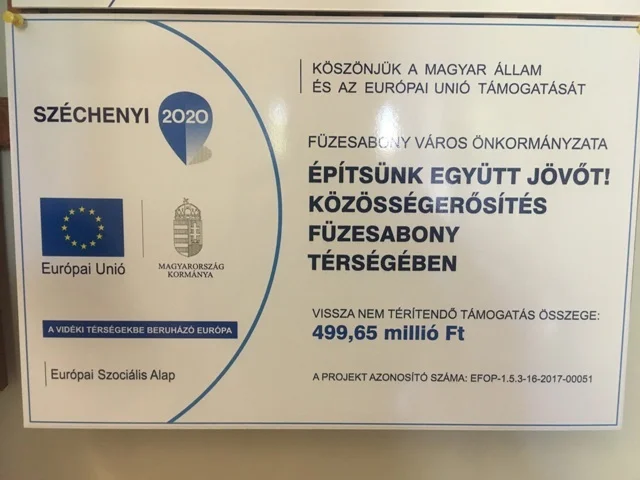 SZÉCHENYI 2020
Európai Unió
MAGYARORSZÁG
KORMÁNYA
A VIDÉKI TÉRSÉGEKBE BERUHÁZÓ EURÓPA
Európai Szociális Alap
KÖSZÖNJÜK A MAGYAR ÁLLAM
ÉS AZ EURÓPAI UNIÓ TÁMOGATÁSÁT
FÜZESABONY VÁROS ÖNKORMÁNYZATA
ÉPÍTSÜNK EGYÜTT JÖVŐT!
KÖZÖSSÉGERŐSÍTÉS
FÜZESABONY
TÉRSÉGÉBEN
VISSZA NEM TÉRÍTENDŐ TÁMOGATÁS ÖSSZEGE:
499,65 millió Ft
A PROJEKT AZONOSÍTÓ SZÁMA: EFOP-1.5.3-16-2017-00051